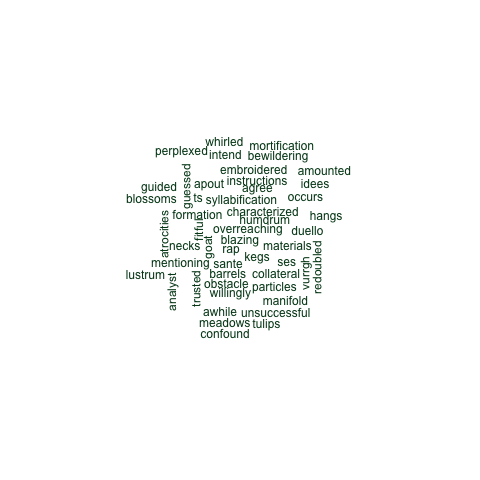 whirled
mortification
perplexed
intend
bewildering
embroidered
amounted
guessed
instructions
idees
guided
apout
agree
blossoms
ts
syllabification
occurs
formation
characterized
hangs
humdrum
fitful
atrocities
overreaching
duello
blazing
goat
necks
rap
materials
kegs
redoubled
mentioning
sante
ses
vurrgh
lustrum
barrels
collateral
analyst
trusted
obstacle
particles
willingly
manifold
awhile
unsuccessful
meadows
tulips
confound